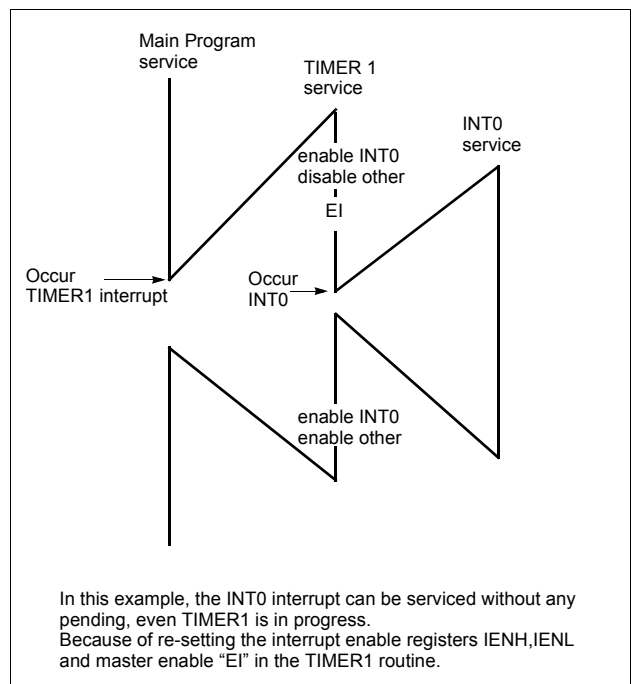 Main Program
service
TIMER 1
service
INT0
service
enable INT0
disable other
EI
Occur
TIMER1 interrupt
Occur
INT0
enable INT0
enable other
In this example, the INT0 interrupt can be serviced without any
pending, even TIMER1 is in progress.
Because of re-setting the interrupt enable registers IENH,IENL
and master enable “EI” in the TIMER1 routine.